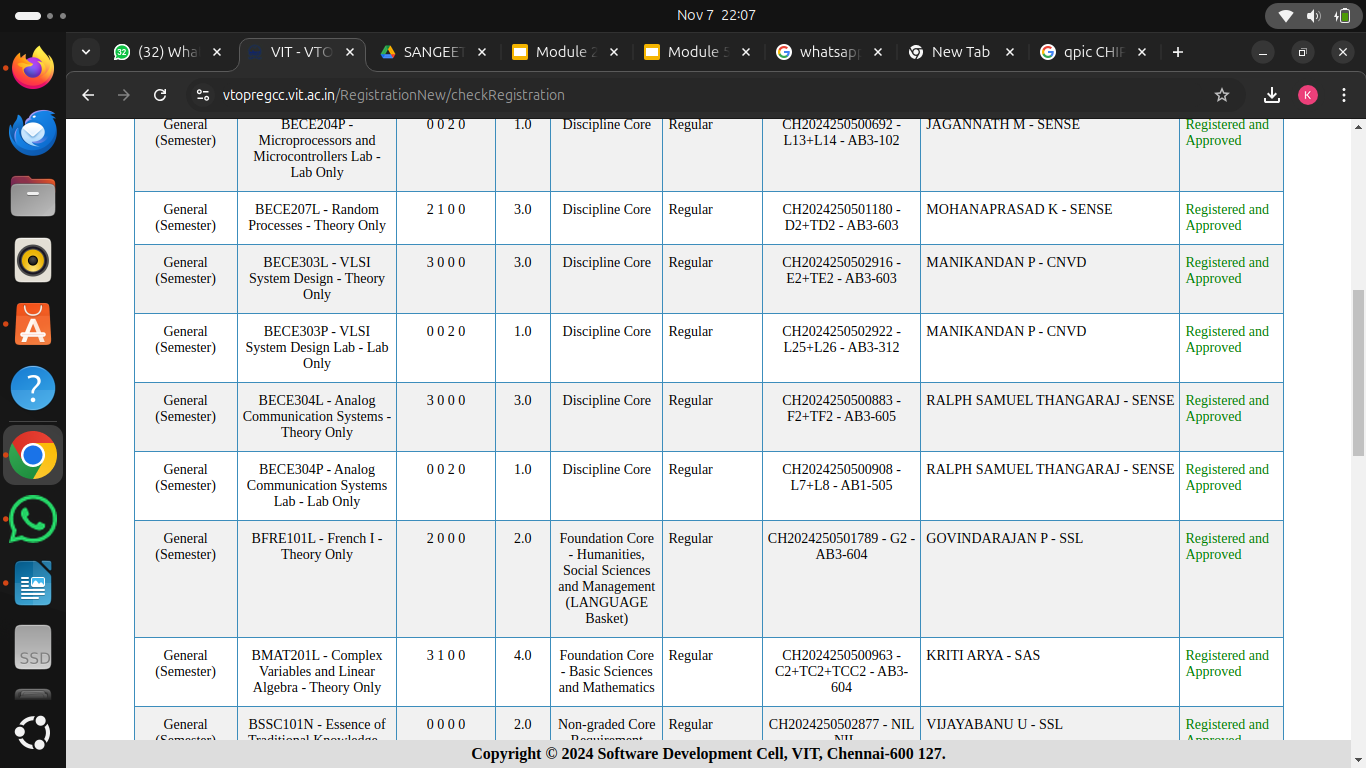 Nov 7 22:07
(32) Wha
VIT - VTO
SANGEET
Module 2
Module 5
whatsapp
New Tab
qpic CHIP
vtopregcc.vit.ac.in/RegistrationNew/checkRegistration
K
General
(Semester)
BECE204P -
Microprocessors and
Microcontrollers Lab -
Lab Only
0 0 2 0
1.0
Discipline Core
Regular
CH2024250500692 -
L13+L14 - AB3-102
JAGANNATH M - SENSE
Registered and
Approved
General
(Semester)
BECE207L - Random
Processes - Theory Only
2 1 0 0
3.0
Discipline Core
Regular
CH2024250501180 -
D2+TD2 - AB3-603
MOHANAPRASAD K - SENSE
Registered and
Approved
General
(Semester)
BECE303L - VLSI
System Design - Theory
Only
3 0 0 0
3.0
Discipline Core
Regular
CH2024250502916 -
E2+TE2 - AB3-603
MANIKANDAN P - CNVD
Registered and
Approved
General
(Semester)
BECE303P - VLSI
System Design Lab - Lab
Only
0 0 2 0
1.0
Discipline Core
Regular
CH2024250502922 -
L25+L26 - AB3-312
MANIKANDAN P - CNVD
Registered and
Approved
General
(Semester)
BECE304L - Analog
Communication Systems -
Theory Only
3 0 0 0
3.0
Discipline Core
Regular
CH2024250500883 -
F2+TF2 - AB3-605
RALPH SAMUEL THANGARAJ - SENSE
Registered and
Approved
General
(Semester)
BECE304P - Analog
Communication Systems
Lab - Lab Only
0 0 2 0
1.0
Discipline Core
Regular
CH2024250500908 -
L7+L8 - AB1-505
RALPH SAMUEL THANGARAJ - SENSE
Registered and
Approved
General
(Semester)
BFRE101L - French I -
Theory Only
2 0 0 0
2.0
Foundation Core
- Humanities,
Social Sciences
and Management
(LANGUAGE
Basket)
Regular
CH2024250501789 - G2 -
AB3-604
GOVINDARAJAN P - SSL
Registered and
Approved
General
(Semester)
BMAT201L - Complex
Variables and Linear
Algebra - Theory Only
3 1 0 0
4.0
Foundation Core
- Basic Sciences
and Mathematics
Regular
CH2024250500963 -
C2+TC2+TCC2 - AB3-
604
KRITI ARYA - SAS
Registered and
Approved
General
(Semester)
BSSC101N - Essence of
Traditional Knowledge -
0 0 0 0
2.0
Non-graded Core
Requirement
Regular
CH2024250502877 - NIL
NIL
VIJAYABANU U - SSL
Registered and
Approved
SSD
Copyright © 2024 Software Development Cell, VIT, Chennai-600 127.